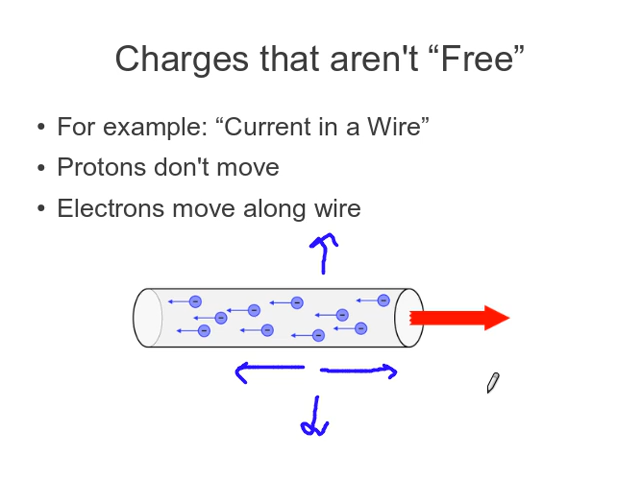 Charges that aren't “Free”
• For example: “Current in a Wire”
• Protons don't move
• Electrons move along wire